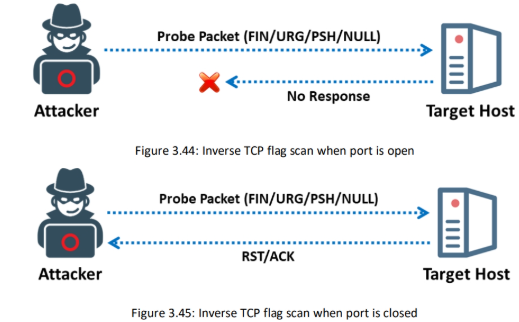 Probe Packet (FIN/URG/PSH/NULL)
No Response
Attacker
Target Host
Figure 3.44: Inverse TCP flag scan when port is open
Probe Packet (FIN/URG/PSH/NULL)
RST/ACK
Attacker
Target Host
Figure 3.45: Inverse TCP flag scan when port is closed